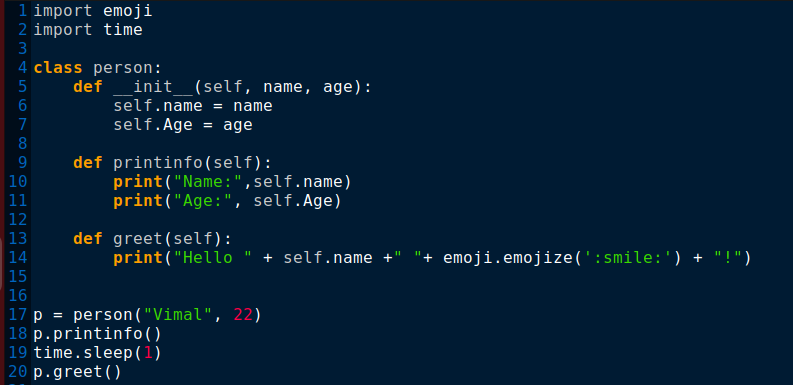 1 import emoji
2 import time
3
4 class person:
5     def __init__(self, name, age):
6         self.name = name
7         self.Age = age
8
9     def printinfo(self):
10         print("Name:",self.name)
11         print("Age:", self.Age)
12
13     def greet(self):
14         print("Hello " + self.name +" "+ emoji.emojize(':smile:') + "!")
15
16
17 p = person("Vimal", 22)
18 p.printinfo()
19 time.sleep(1)
20 p.greet()